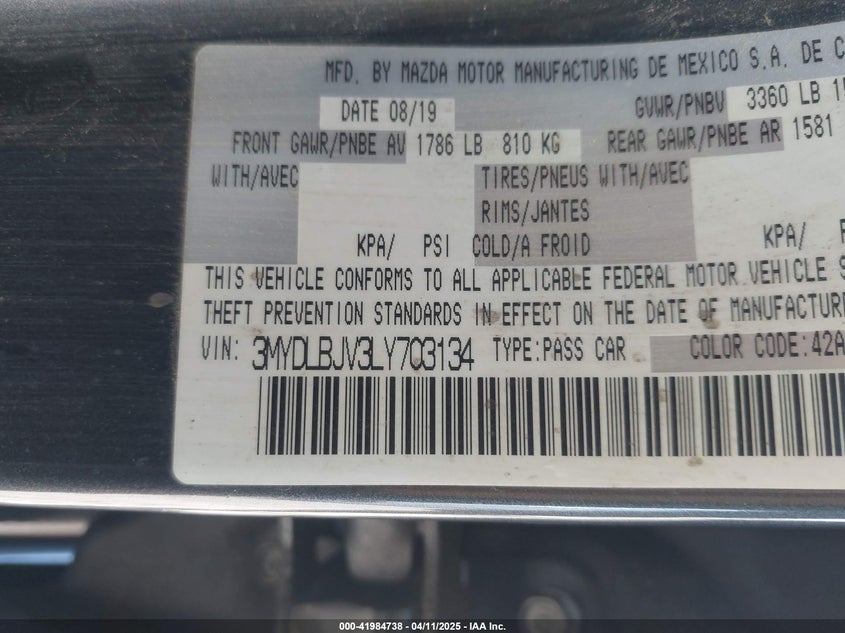 MFD. BY MAZDA MOTOR MANUFACTURING DE MEXICO S.A. DE C
DATE 08/19 GVWR/PNBV 3360 LB
FRONT GAWR/PNBE AV 1786 LB 810 KG REAR GAWR/PNBE AR 1581
WITH/AVEC TIRES/PNEUS WITH/AVEC
RIMS/JANTES
KPA/ PSI COLD/A FROID KPA/
THIS VEHICLE CONFORMS TO ALL APPLICABLE FEDERAL MOTOR VEHICLE S
THEFT PREVENTION STANDARDS IN EFFECT ON THE DATE OF MANUFACTUR
VIN: 3MYDLBJV3LY703134 TYPE:PASS CAR COLOR CODE:42A
000-41984738 - 04/11/2025 - IAA Inc.